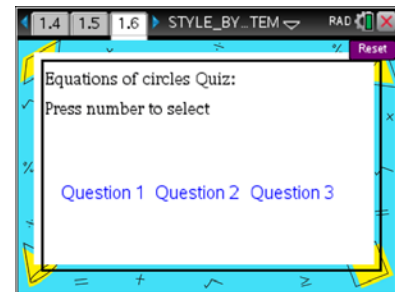 1.4 1.5 1.6 STYLE_BY…TEM RAD
Reset
Equations of circles Quiz:
Press number to select
Question 1 Question 2 Question 3